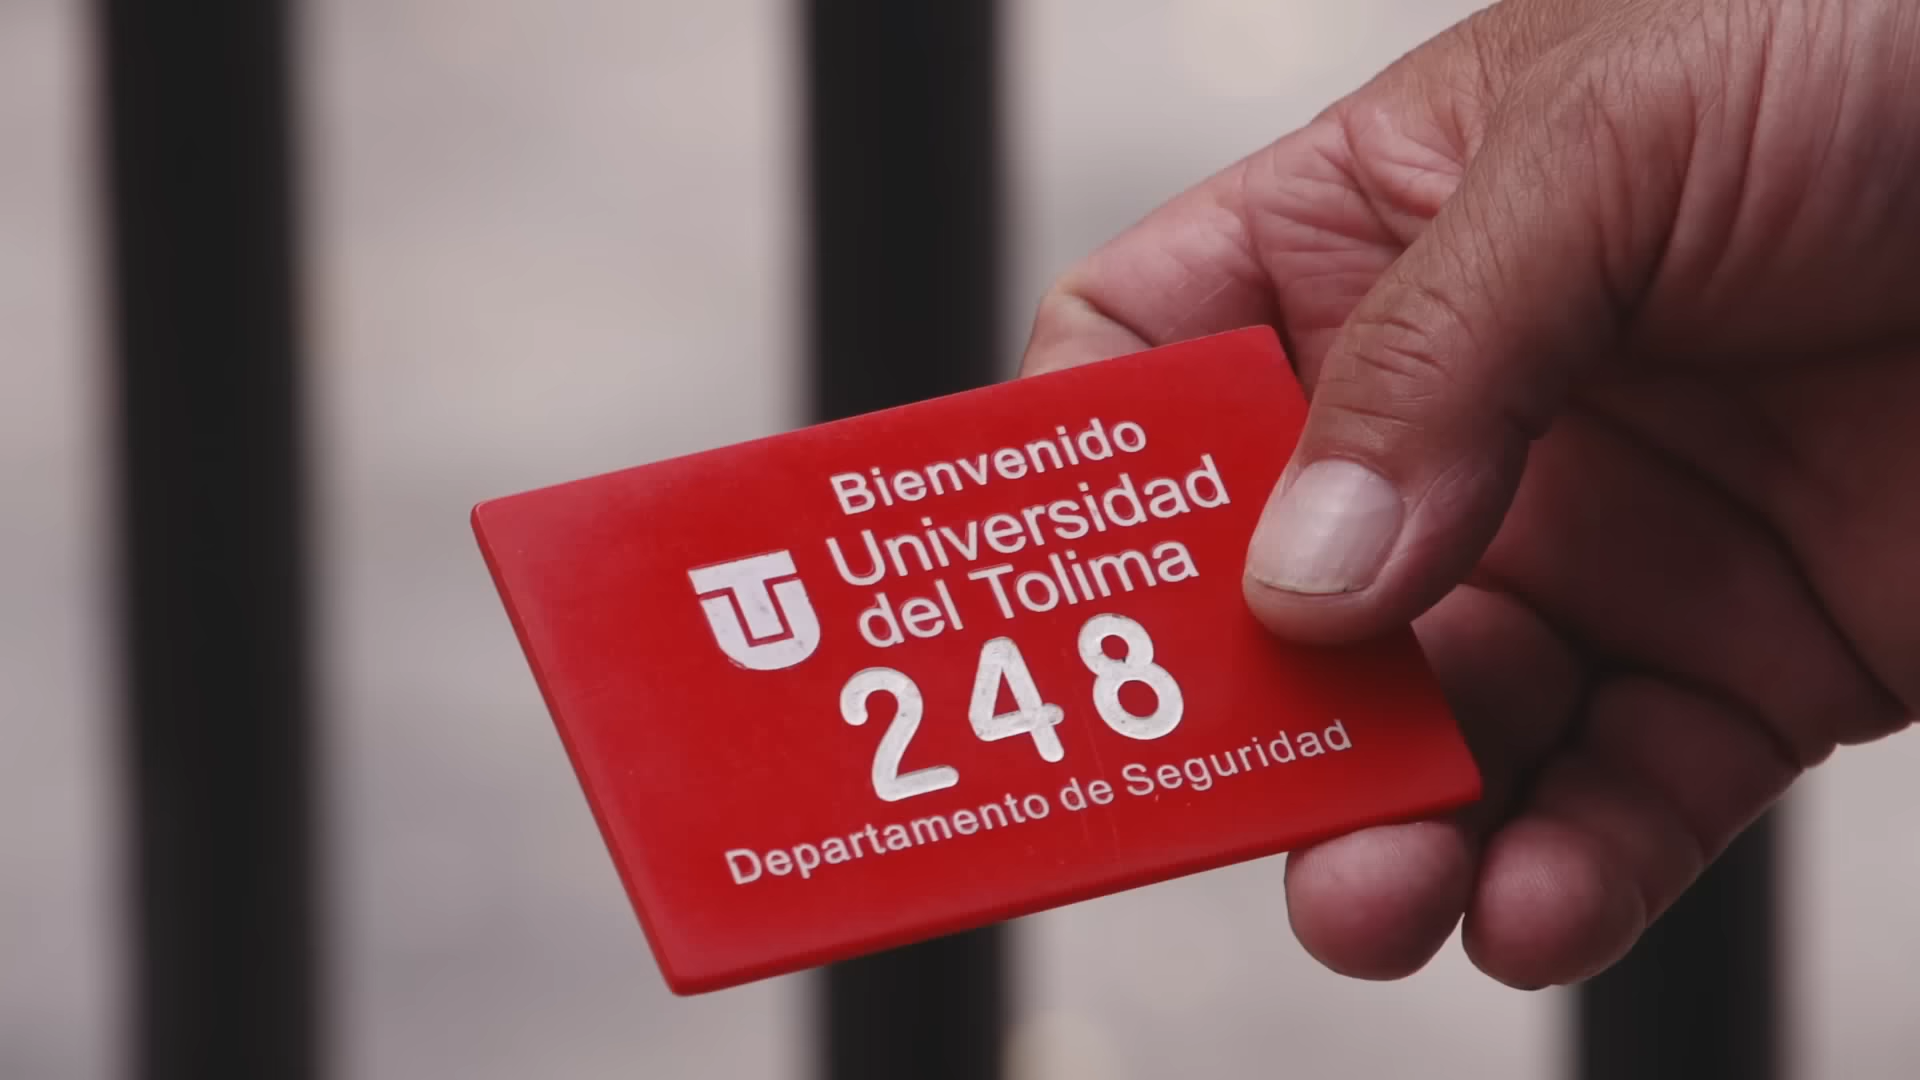 Bienvenido
Universidad
del Tolima
248
Departamento de Seguridad